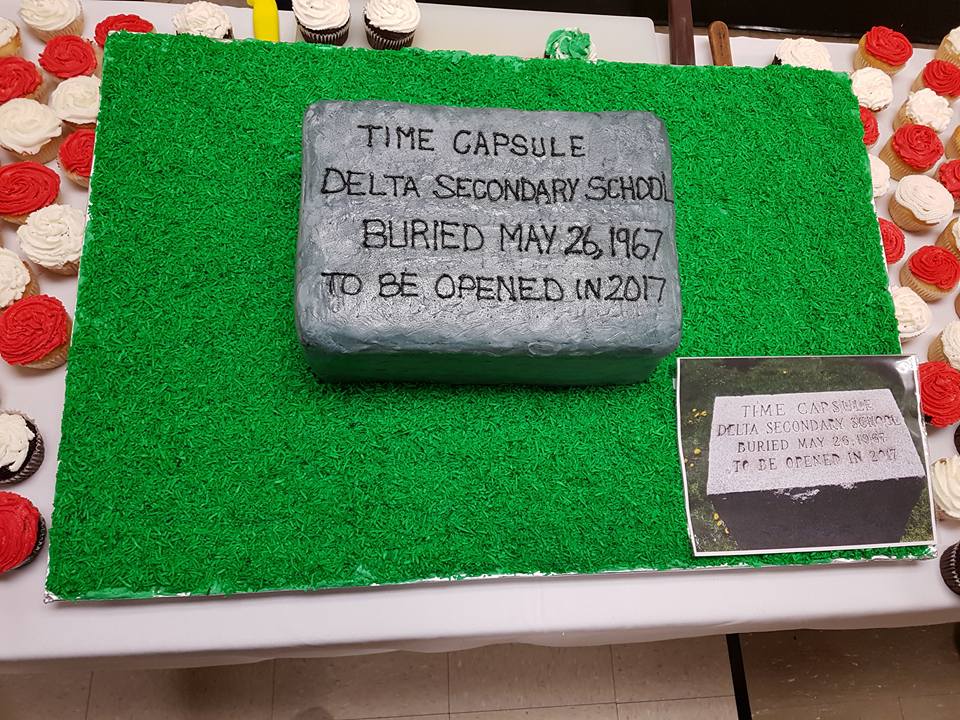 TIME CAPSULE
DELTA SECONDARY SCHOOL
BURIED MAY 26, 1967
TO BE OPENED IN 2017
TIME CAPSULE
DELTA SECONDARY SCHOOL
BURIED MAY 26, 1967
TO BE OPENED IN 2017